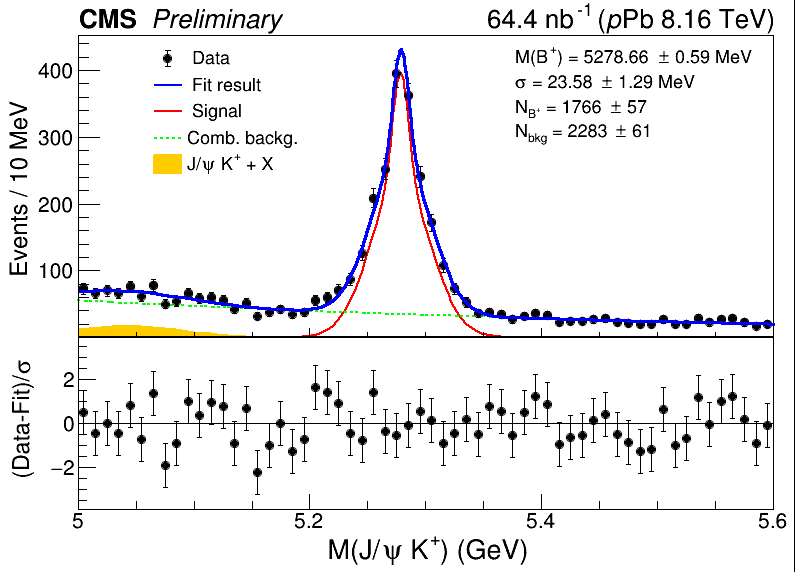 CMS Preliminary 64.4 nb⁻¹ (pPb 8.16 TeV)
Events / 10 MeV
400
300
200
100
Data
Fit result
Signal
Comb. backg.
J/ψ K⁺ + X
M(B⁺) = 5278.66 ± 0.59 MeV
σ = 23.58 ± 1.29 MeV
N_B⁺ = 1766 ± 57
N_bkg = 2283 ± 61
(Data-Fit)/σ
2
0
−2
5 5.2 5.4 5.6
M(J/ψ K⁺) (GeV)